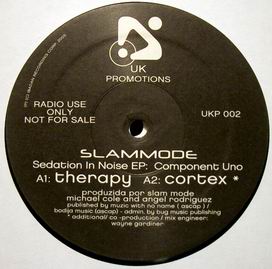 UK
PROMOTIONS
RADIO USE
ONLY
NOT FOR SALE
UKP 002
SLAMMODE
Sedation In Noise EP: Component Uno
A1: therapy A2: cortex *
produzida por slam mode
michael cole and angel rodriguez
published by muzic with no name ( ascap ) /
bodija music (ascap) - admin. by bug music publishing
* additional/ co -production / mix engineer:
wayne gardiner